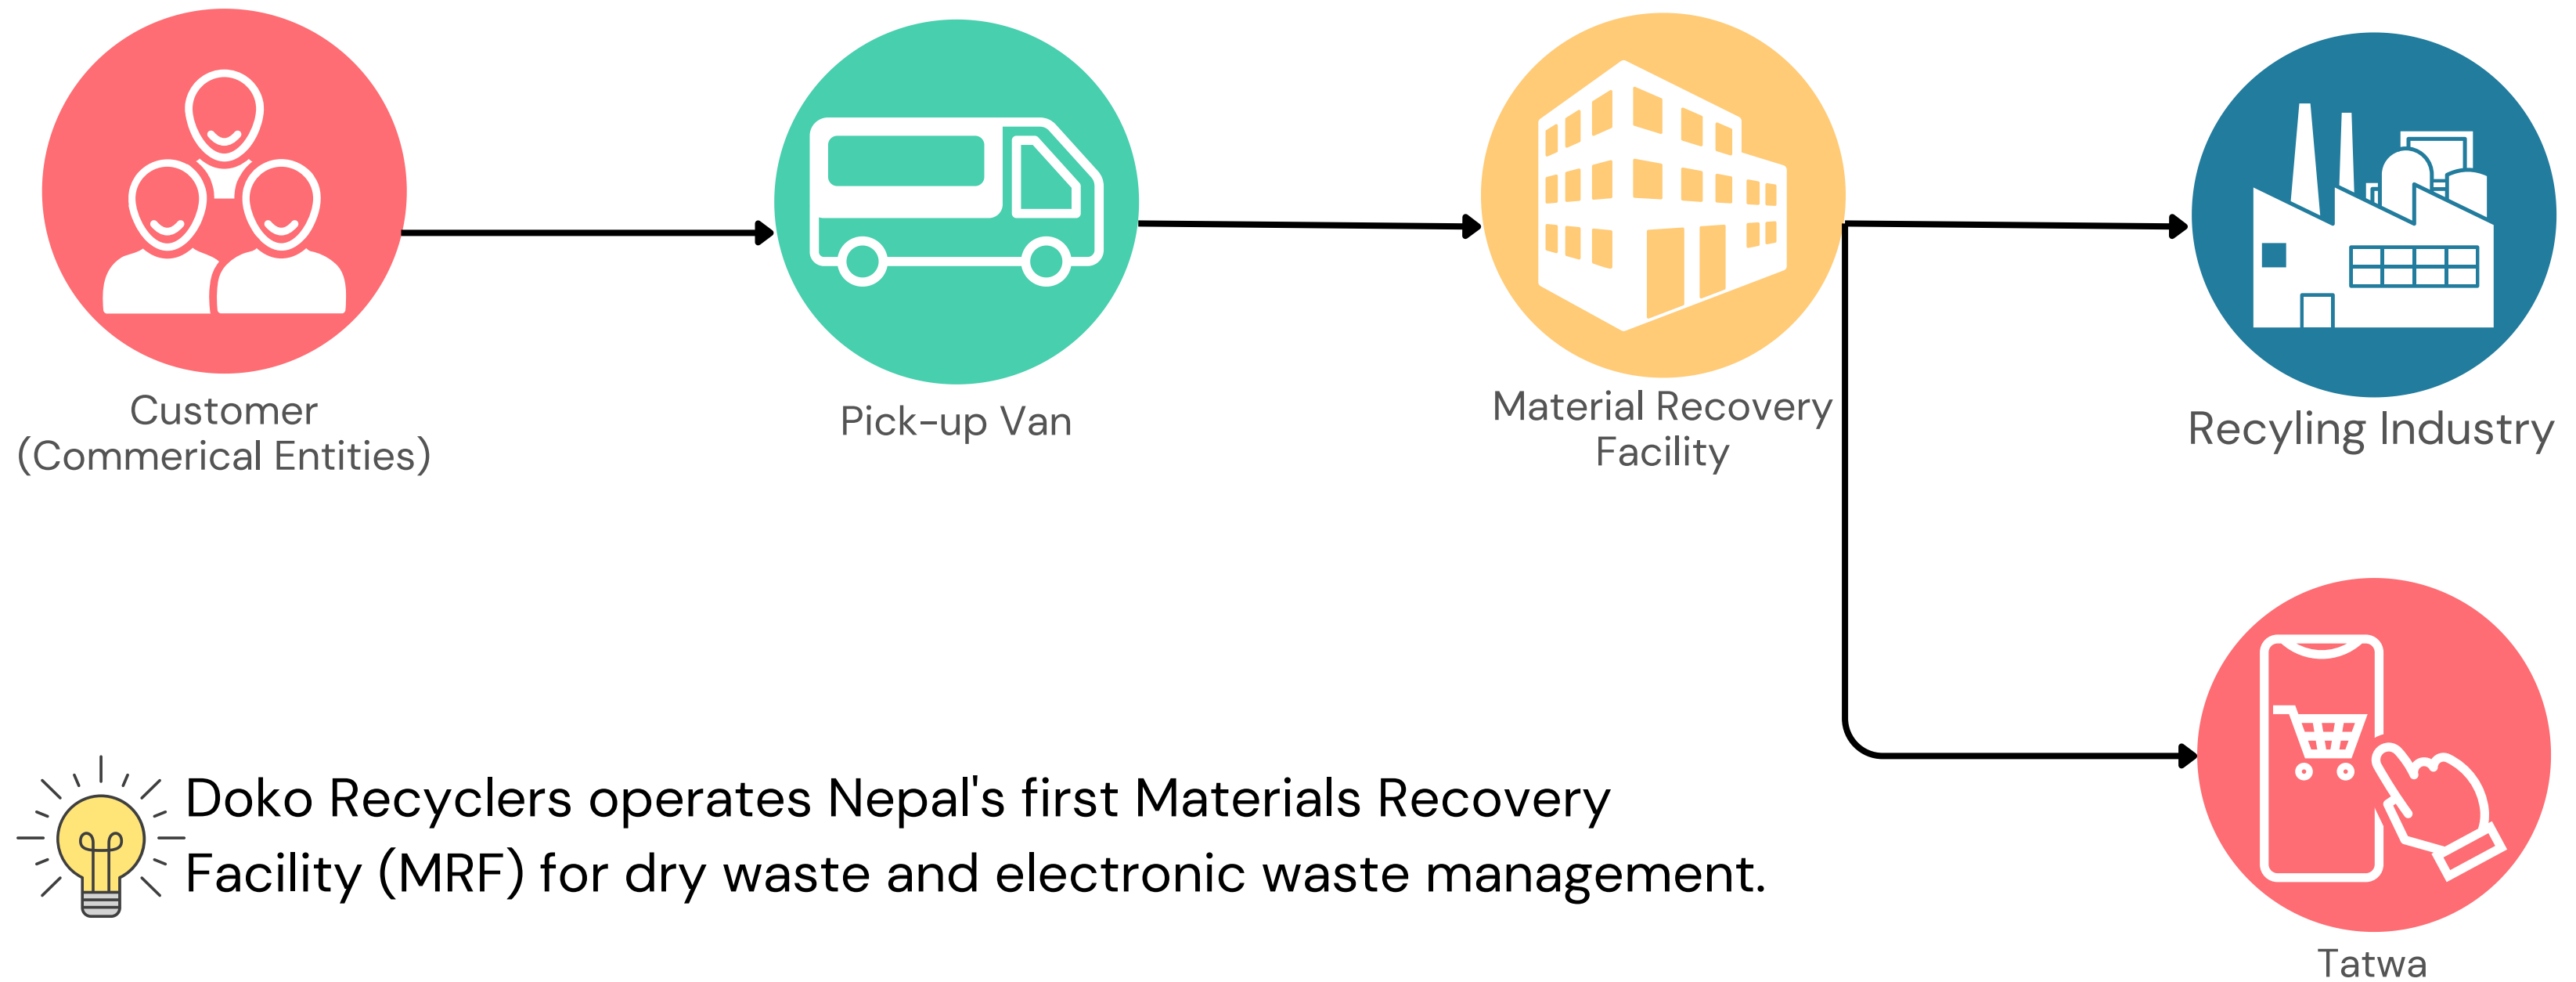 Customer
(Commerical Entities)
Pick-up Van
Material Recovery
Facility
Recyling Industry
Doko Recyclers operates Nepal's first Materials Recovery
Facility (MRF) for dry waste and electronic waste management.
Tatwa